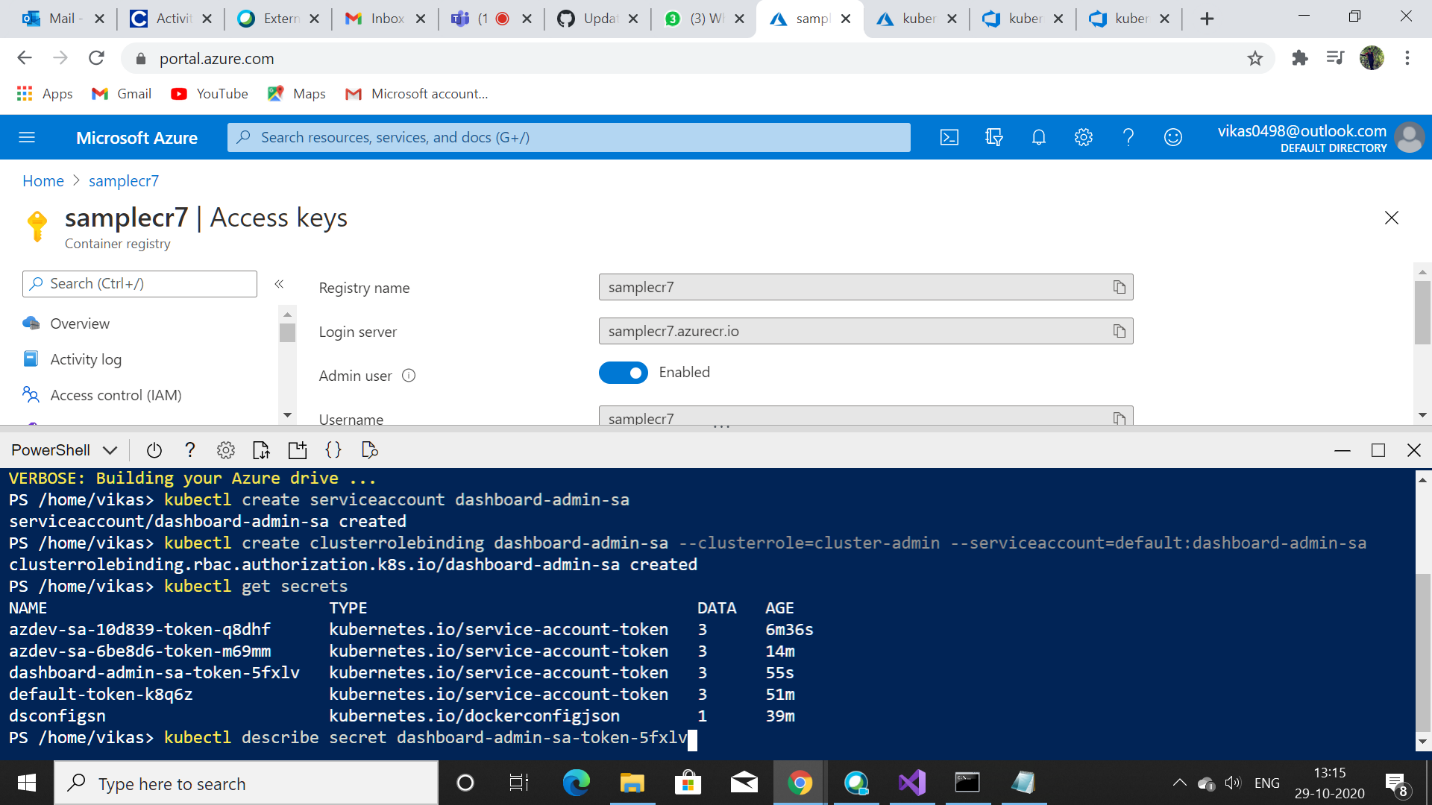 Mail -
Activit
Extern
Inbox
(1
Updat
(3) W
sampl
kuber
kuber
kuber
portal.azure.com
Apps
Gmail
YouTube
Maps
Microsoft account...
Microsoft Azure
Search resources, services, and docs (G+/)
vikas0498@outlook.com
DEFAULT DIRECTORY
Home > samplecr7
samplecr7 | Access keys
Container registry
Search (Ctrl+/)
«
Overview
Activity log
Access control (IAM)
Registry name
samplecr7
Login server
samplecr7.azurecr.io
Admin user
Enabled
Username
samplecr7
PowerShell
VERBOSE: Building your Azure drive ...
PS /home/vikas> kubectl create serviceaccount dashboard-admin-sa
serviceaccount/dashboard-admin-sa created
PS /home/vikas> kubectl create clusterrolebinding dashboard-admin-sa --clusterrole=cluster-admin --serviceaccount=default:dashboard-admin-sa
clusterrolebinding.rbac.authorization.k8s.io/dashboard-admin-sa created
PS /home/vikas> kubectl get secrets
NAME TYPE DATA AGE
azdev-sa-10d839-token-q8dhf kubernetes.io/service-account-token 3 6m36s
azdev-sa-6be8d6-token-m69mm kubernetes.io/service-account-token 3 14m
dashboard-admin-sa-token-5fxlv kubernetes.io/service-account-token 3 55s
default-token-k8q6z kubernetes.io/service-account-token 3 51m
dsconfigsn kubernetes.io/dockerconfigjson 1 39m
PS /home/vikas> kubectl describe secret dashboard-admin-sa-token-5fxlv
Type here to search
ENG
13:15
29-10-2020
8